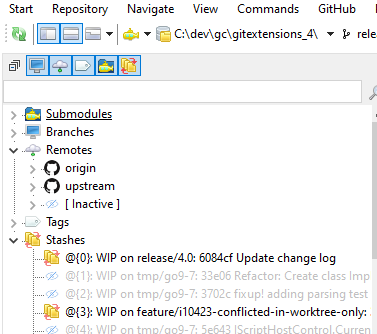 Start Repository Navigate View Commands GitHub
C:\dev\gc\gitextensions_4\ rele
Submodules
Branches
Remotes
origin
upstream
[ Inactive ]
Tags
Stashes
@{0}: WIP on release/4.0: 6084cf Update change log
@{1}: WIP on tmp/go9-7: 33e06 Refactor: Create class Imp
@{2}: WIP on tmp/go9-7: 3702c fixup! adding parsing test
@{3}: WIP on feature/i10423-conflicted-in-worktree-only:
@{4}: WIP on tmp/go9-7: 5e643 IScriptHostControl.Current